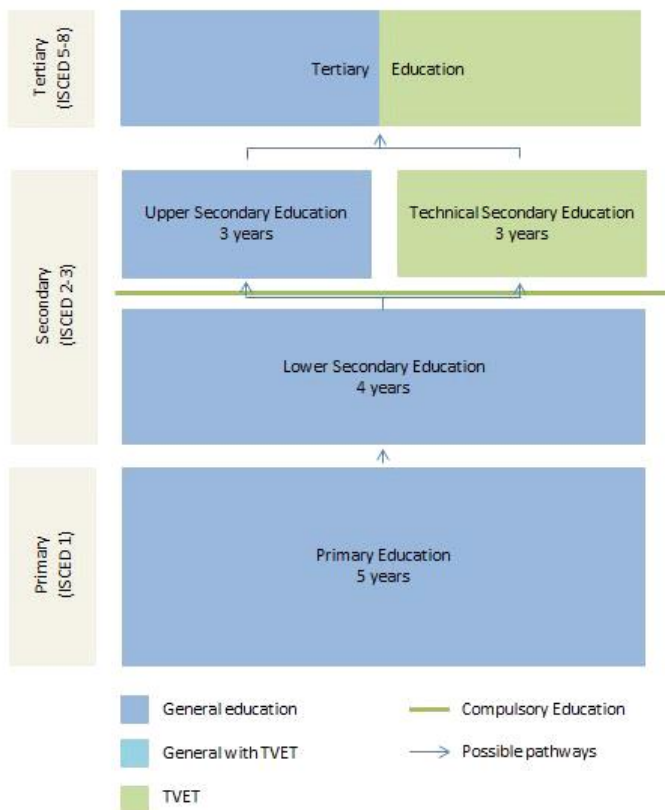 Tertiary
(ISCED 5-8)
Tertiary Education
Secondary
(ISCED 2-3)
Upper Secondary Education
3 years
Technical Secondary Education
3 years
Lower Secondary Education
4 years
Primary
(ISCED 1)
Primary Education
5 years
General education
Compulsory Education
General with TVET
Possible pathways
TVET